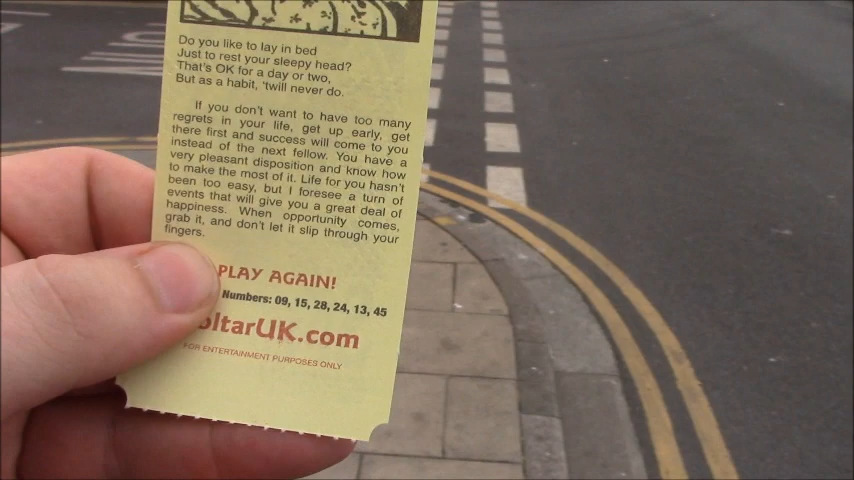 Do you like to lay in bed
Just to rest your sleepy head?
That's OK for a day or two,
But as a habit, 'twill never do.
If you don't want to have too many
regrets in your life, get up early, get
there first and success will come to you
instead of the next fellow. You have a
very pleasant disposition and know how
to make the most of it. Life for you hasn't
been too easy, but I foresee a turn of
events that will give you a great deal of
happiness. When opportunity comes,
grab it, and don't let it slip through your
fingers.
PLAY AGAIN!
Numbers: 09, 15, 28, 24, 13, 45
oltarUK.com
FOR ENTERTAINMENT PURPOSES ONLY